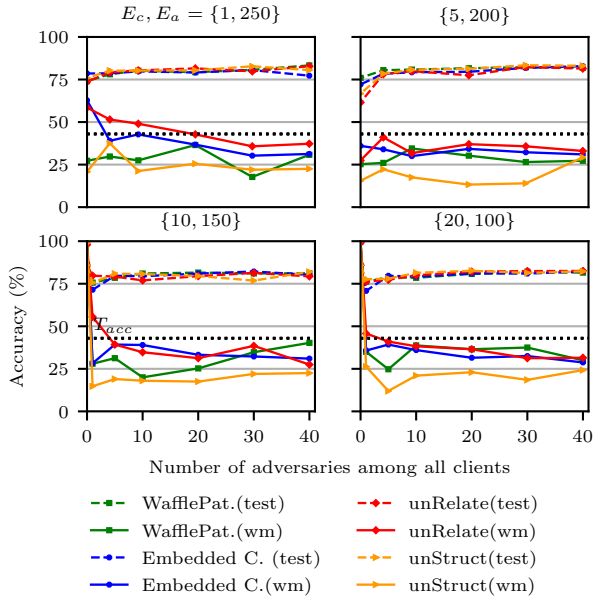 E_c, E_a = {1, 250}
{5, 200}
100
75
50
25
0
{10, 150}
{20, 100}
100
75
50
25
0
T_acc
Accuracy (%)
0 10 20 30 40
0 10 20 30 40
Number of adversaries among all clients
WafflePat.(test)
WafflePat.(wm)
Embedded C. (test)
Embedded C.(wm)
unRelate(test)
unRelate(wm)
unStruct(test)
unStruct(wm)